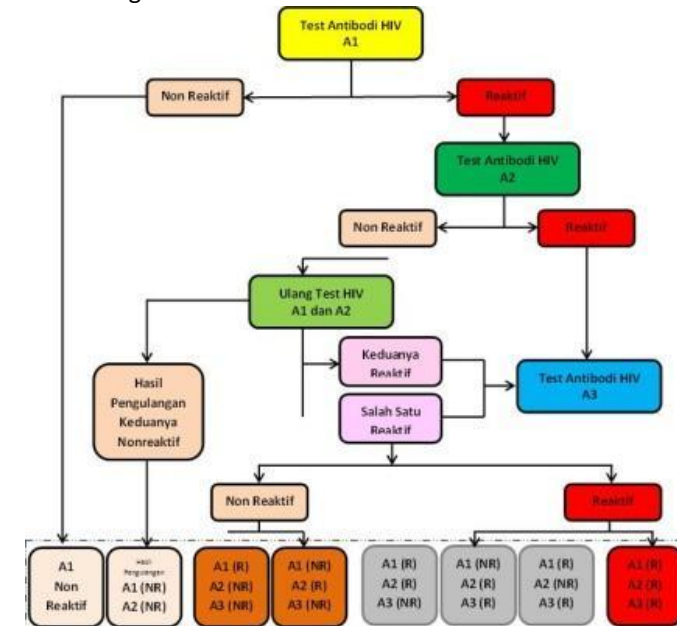 Test Antibodi HIV
A1
Non Reaktif
Reaktif
Test Antibodi HIV
A2
Non Reaktif
Reaktif
Ulang Test HIV
A1 dan A2
Keduanya
Reaktif
Hasil
Pengulangan
Keduanya
Nonreaktif
Test Antibodi HIV
A3
Salah Satu
Reaktif
Non Reaktif
Reaktif
A1
Non
Reaktif
Hasil
Pengulangan
A1 (NR)
A2 (NR)
A1 (R)
A2 (NR)
A3 (NR)
A1 (NR)
A2 (R)
A3 (NR)
A1 (R)
A2 (R)
A3 (NR)
A1 (NR)
A2 (R)
A3 (R)
A1 (R)
A2 (NR)
A3 (R)
A1 (R)
A2 (R)
A3 (R)